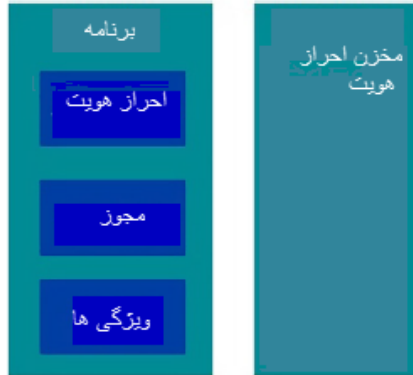 برنامه
احراز هویت
مجوز
ویژگی ها
مخزن احراز
هویت